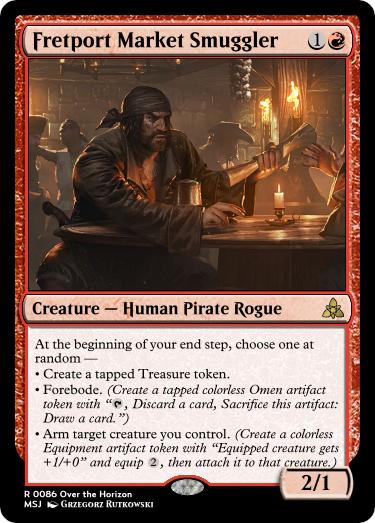 Fretport Market Smuggler 1
Creature — Human Pirate Rogue
At the beginning of your end step, choose one at
random —
• Create a tapped Treasure token.
• Forebode. (Create a tapped colorless Omen artifact
token with “, Discard a card, Sacrifice this artifact:
Draw a card.”)
• Arm target creature you control. (Create a colorless
Equipment artifact token with “Equipped creature gets
+1/+0” and equip 2, then attach it to that creature.)
2/1
R 0086 Over the Horizon
MSJ Grzegorz Rutkowski